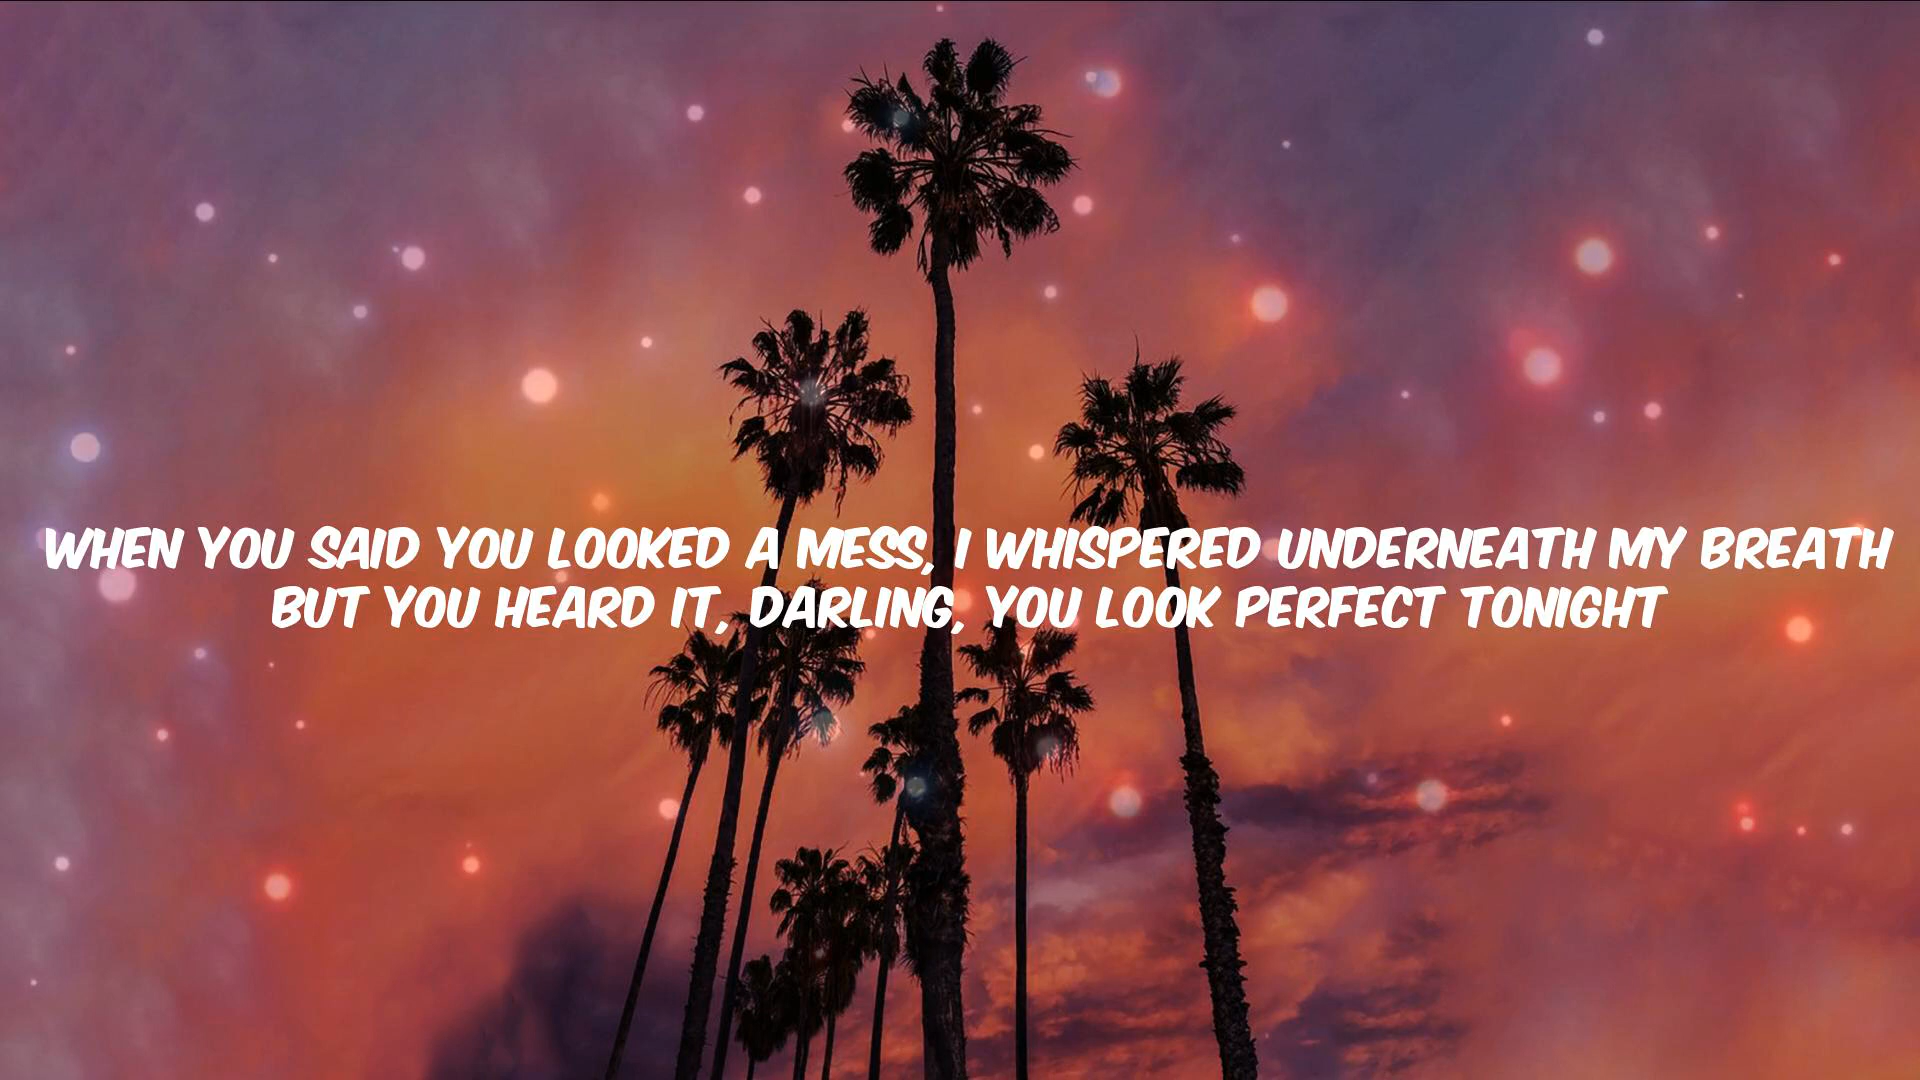 WHEN YOU SAID YOU LOOKED A MESS, I WHISPERED UNDERNEATH MY BREATH
BUT YOU HEARD IT, DARLING, YOU LOOK PERFECT TONIGHT